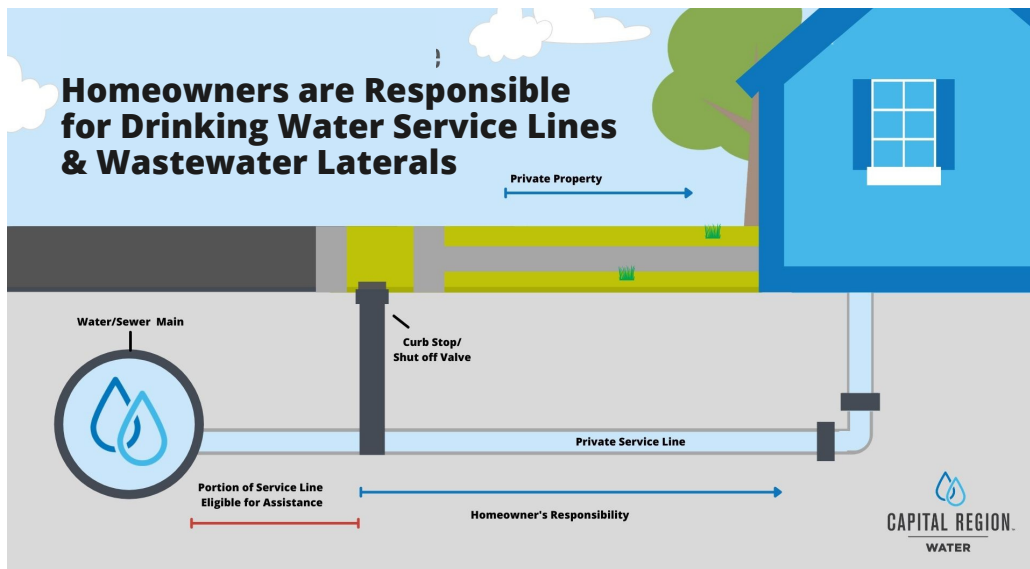 Homeowners are Responsible
for Drinking Water Service Lines
& Wastewater Laterals
Private Property
Water/Sewer Main
Curb Stop/
Shut off Valve
Private Service Line
Portion of Service Line
Eligible for Assistance
Homeowner's Responsibility
CAPITAL REGION
WATER